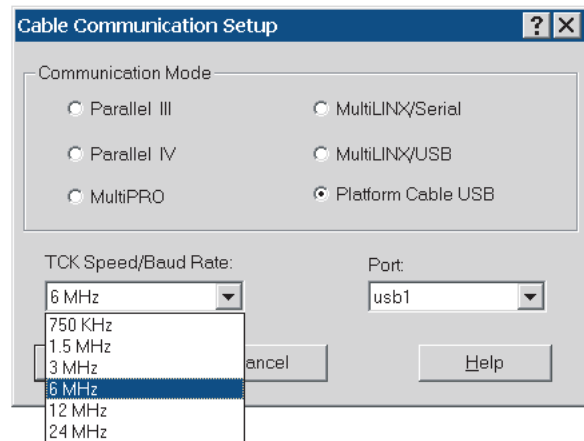 Cable Communication Setup
Communication Mode
Parallel III
MultiLINX/Serial
Parallel IV
MultiLINX/USB
MultiPRO
Platform Cable USB
TCK Speed/Baud Rate:
Port:
6 MHz
usb1
750 KHz
1.5 MHz
3 MHz
6 MHz
12 MHz
24 MHz
ancel
Help